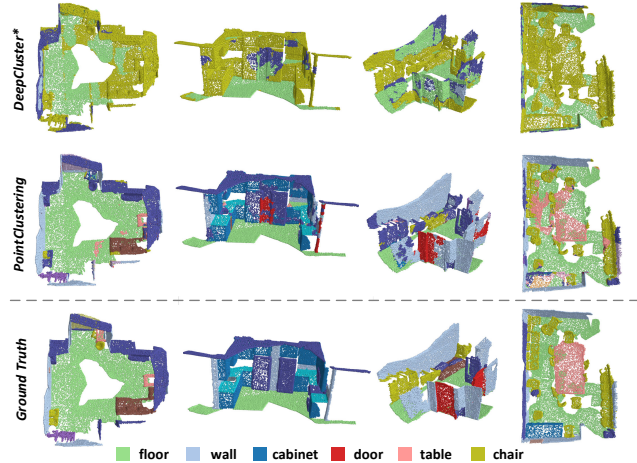 DeepCluster*
PointClustering
Ground Truth
floor wall cabinet door table chair